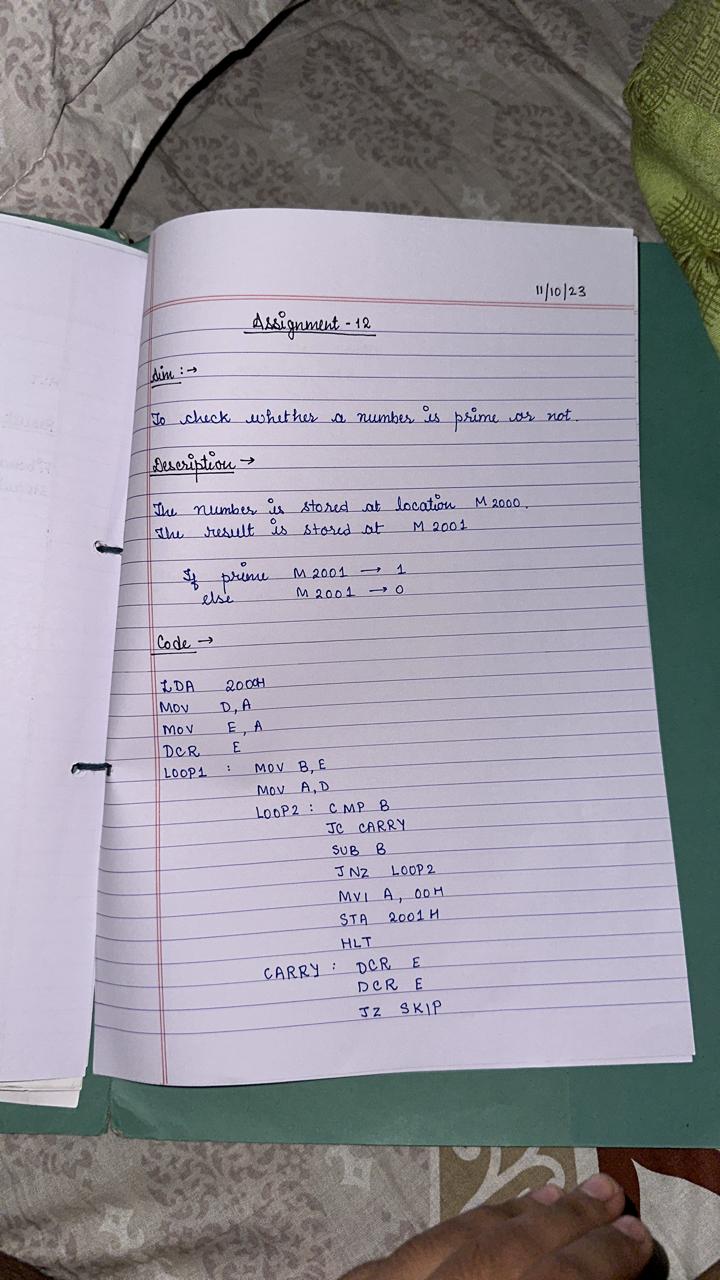 11/10/23
Assignment - 12
Aim :→
To check whether a number is prime or not.
Description →
The number is stored at location M 2000.
The result is stored at M 2001
If prime M 2001 → 1
else M 2001 → 0
Code →
LDA 2000H
MOV D, A
MOV E, A
DCR E
LOOP1 : MOV B, E
MOV A, D
LOOP2 : CMP B
JC CARRY
SUB B
JNZ LOOP2
MVI A, 00H
STA 2001H
HLT
CARRY : DCR E
DCR E
JZ SKIP